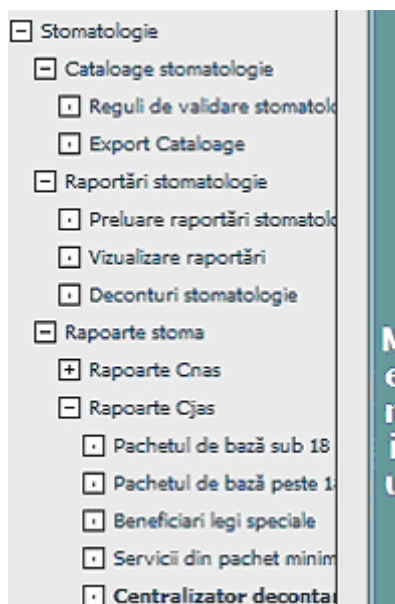 Stomatologie
Cataloage stomatologie
Reguli de validare stomatolo
Export Cataloage
Raportări stomatologie
Preluare raportări stomatolo
Vizualizare raportări
Deconturi stomatologie
Rapoarte stoma
Rapoarte Cnas
Rapoarte Cjas
Pachetul de bază sub 18
Pachetul de bază peste 18
Beneficiari legi speciale
Servicii din pachet minim
Centralizator decontar
M
e
n
i
u